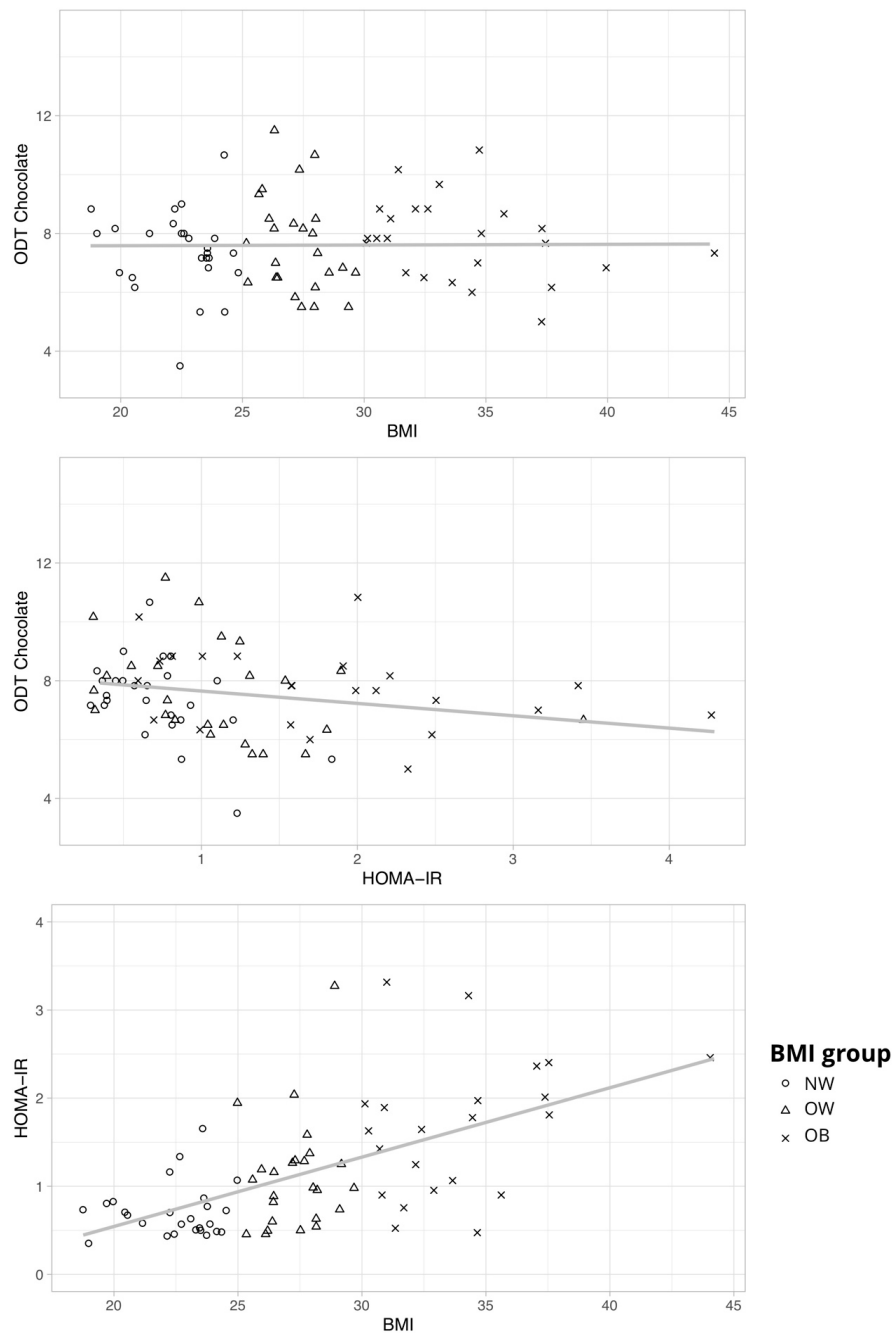 12
8
4
ODT Chocolate
20 25 30 35 40 45
BMI
12
8
4
ODT Chocolate
1 2 3 4
HOMA−IR
4
3
2
1
0
HOMA−IR
20 25 30 35 40 45
BMI
BMI group
NW
OW
OB